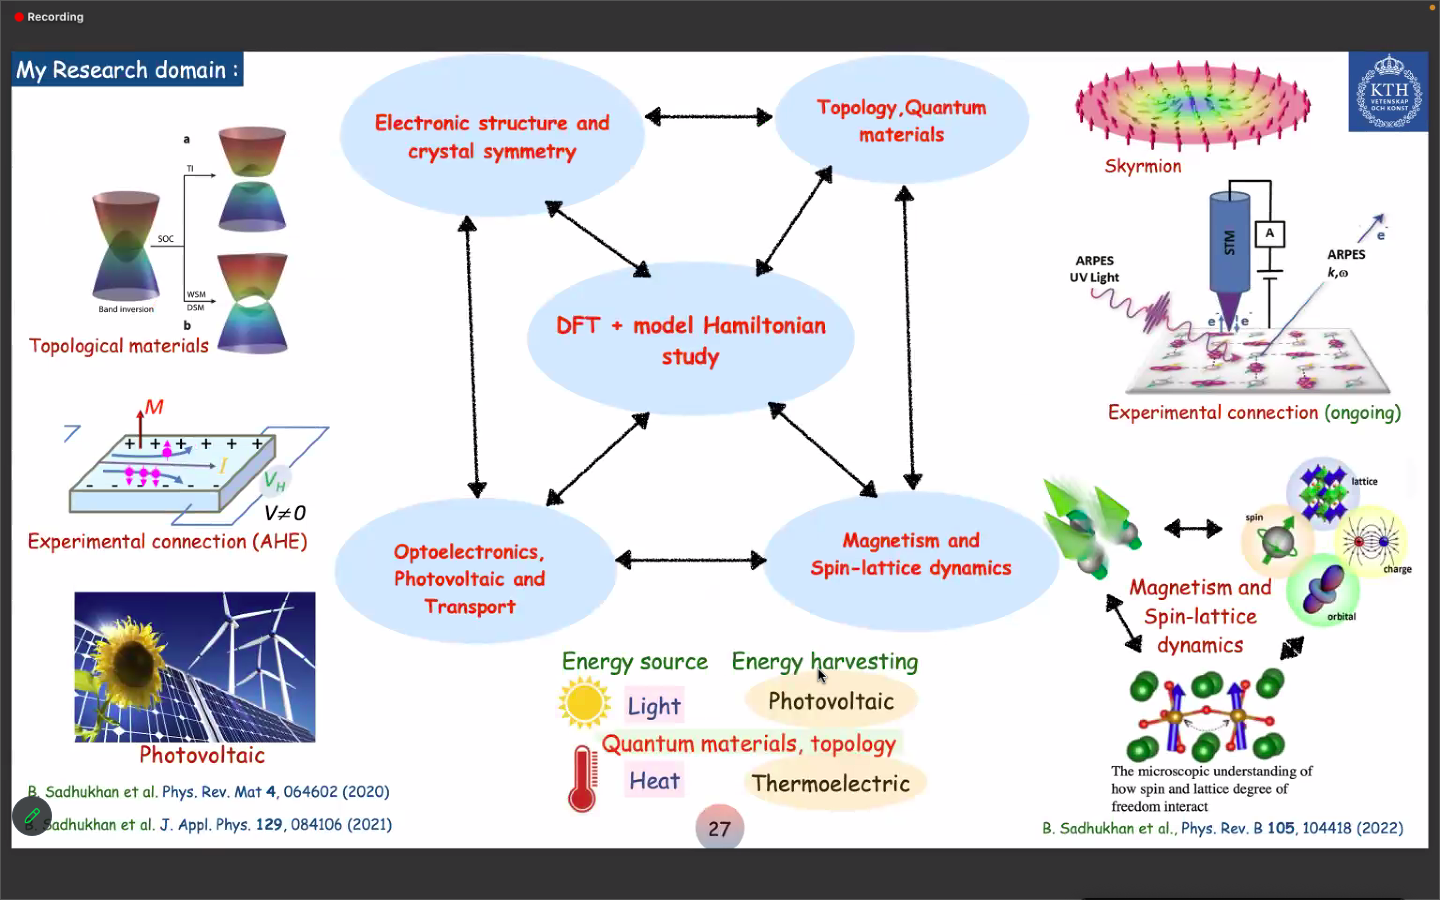 Recording
My Research domain :
KTH
VETENSKAP
OCH KONST
Electronic structure and
crystal symmetry
Topology,Quantum
materials
DFT + model Hamiltonian
study
Optoelectronics,
Photovoltaic and
Transport
Magnetism and
Spin-lattice dynamics
a
TI
SOC
WSM
DSM
Band inversion
b
Topological materials
M
+ + + + + +
I
- - - - - -
VH
V≠0
Experimental connection (AHE)
Photovoltaic
B. Sadhukhan et al. Phys. Rev. Mat 4, 064602 (2020)
B. Sadhukhan et al. J. Appl. Phys. 129, 084106 (2021)
Energy source
Energy harvesting
Light
Photovoltaic
Quantum materials, topology
Heat
Thermoelectric
27
Skyrmion
STM
A
e-
ARPES
UV Light
ARPES
k,ω
e- e-
Experimental connection (ongoing)
lattice
spin
charge
orbital
Magnetism and
Spin-lattice
dynamics
The microscopic understanding of
how spin and lattice degree of
freedom interact
B. Sadhukhan et al., Phys. Rev. B 105, 104418 (2022)